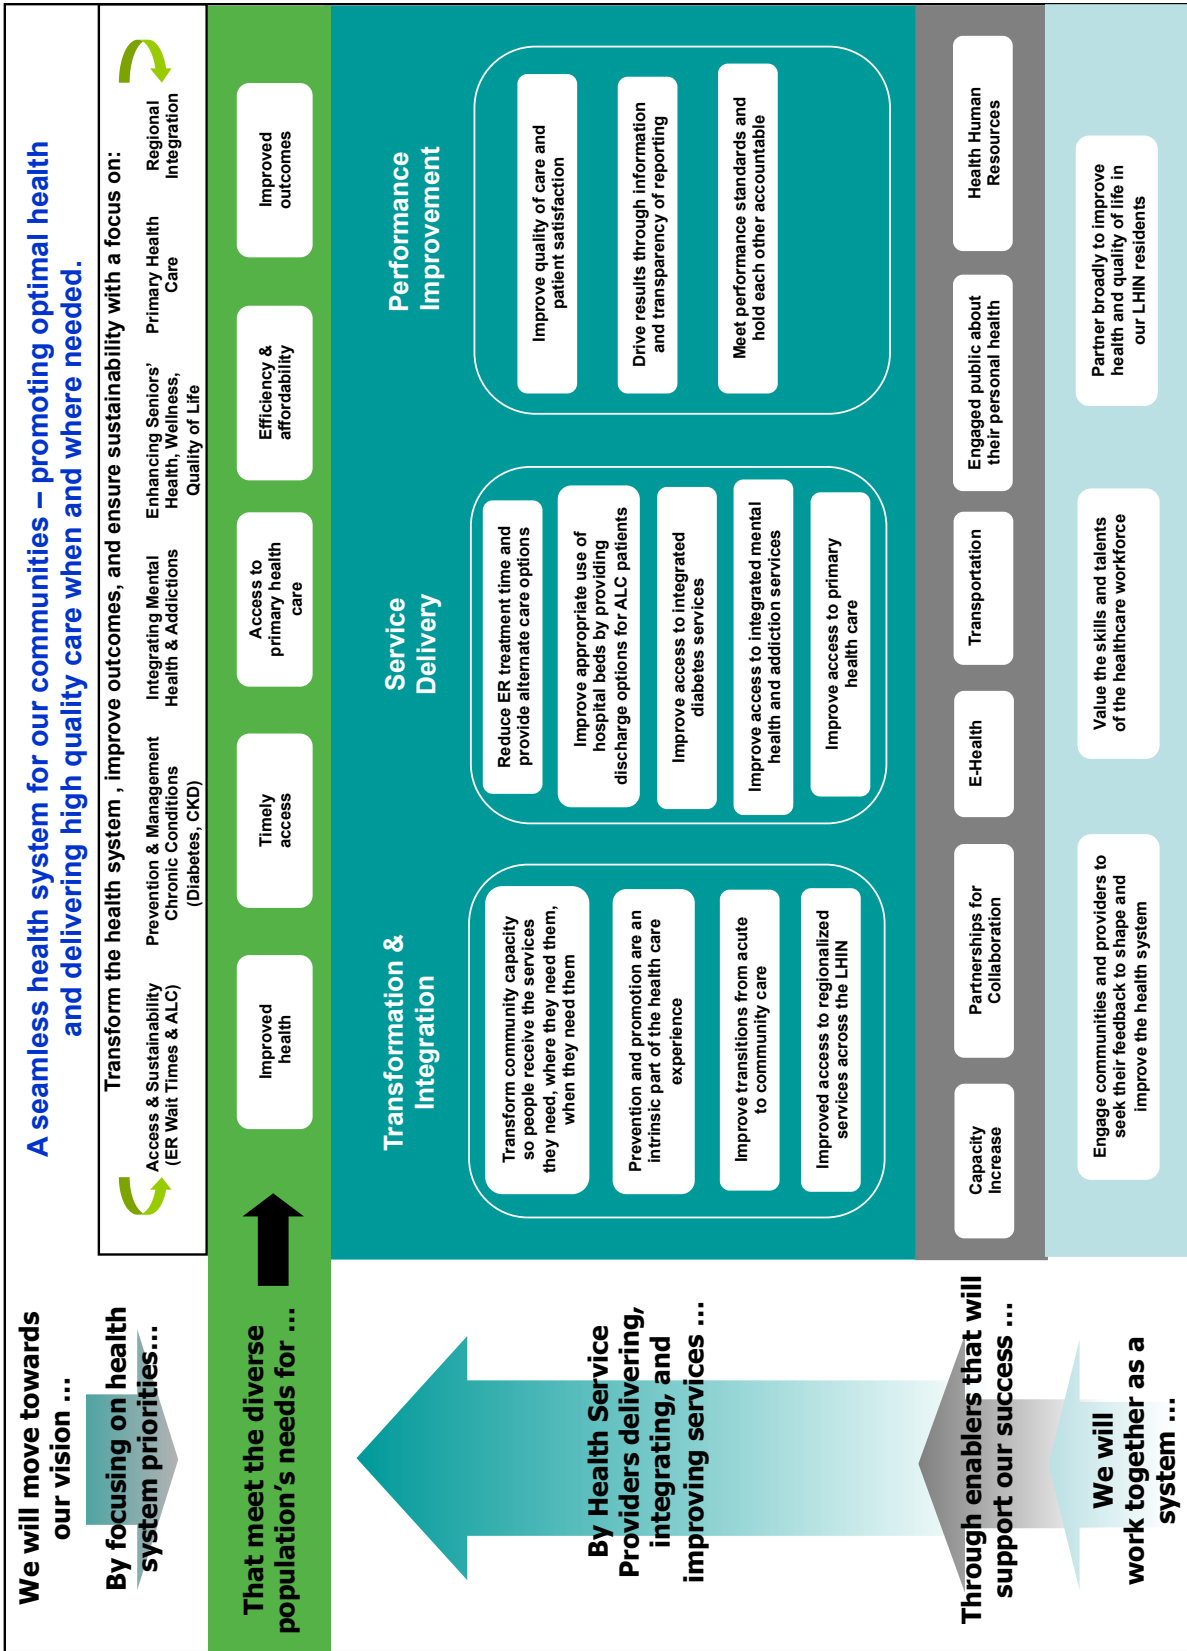 We will move towards
our vision ...
A seamless health system for our communities – promoting optimal health
and delivering high quality care when and where needed.
By focusing on health
system priorities...
Transform the health system , improve outcomes, and ensure sustainability with a focus on:
Access & Sustainability
(ER Wait Times & ALC)
Prevention & Management
Chronic Conditions
(Diabetes, CKD)
Integrating Mental
Health & Addictions
Enhancing Seniors’
Health, Wellness,
Quality of Life
Primary Health
Care
Regional
Integration
That meet the diverse
population’s needs for ...
Improved
health
Timely
access
Access to
primary health
care
Efficiency &
affordability
Improved
outcomes
By Health Service
Providers delivering,
integrating, and
improving services ...
Transformation &
Integration
Transform community capacity
so people receive the services
they need, where they need them,
when they need them
Prevention and promotion are an
intrinsic part of the health care
experience
Improve transitions from acute
to community care
Improved access to regionalized
services across the LHIN
Service
Delivery
Reduce ER treatment time and
provide alternate care options
Improve appropriate use of
hospital beds by providing
discharge options for ALC patients
Improve access to integrated
diabetes services
Improve access to integrated mental
health and addiction services
Improve access to primary
health care
Performance
Improvement
Improve quality of care and
patient satisfaction
Drive results through information
and transparency of reporting
Meet performance standards and
hold each other accountable
Through enablers that will
support our success ...
Capacity
Increase
Partnerships for
Collaboration
E-Health
Transportation
Engaged public about
their personal health
Health Human
Resources
We will
work together as a
system ...
Engage communities and providers to
seek their feedback to shape and
improve the health system
Value the skills and talents
of the healthcare workforce
Partner broadly to improve
health and quality of life in
our LHIN residents